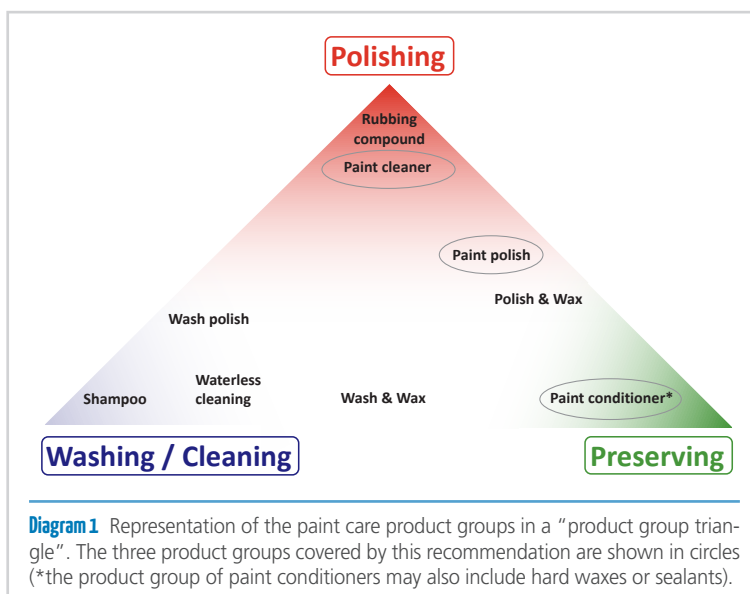 Polishing
Rubbing
compound
Paint cleaner
Paint polish
Polish & Wax
Wash polish
Waterless
cleaning
Shampoo
Wash & Wax
Paint conditioner*
Washing / Cleaning
Preserving
Diagram 1 Representation of the paint care product groups in a “product group trian-
gle”. The three product groups covered by this recommendation are shown in circles
(*the product group of paint conditioners may also include hard waxes or sealants).